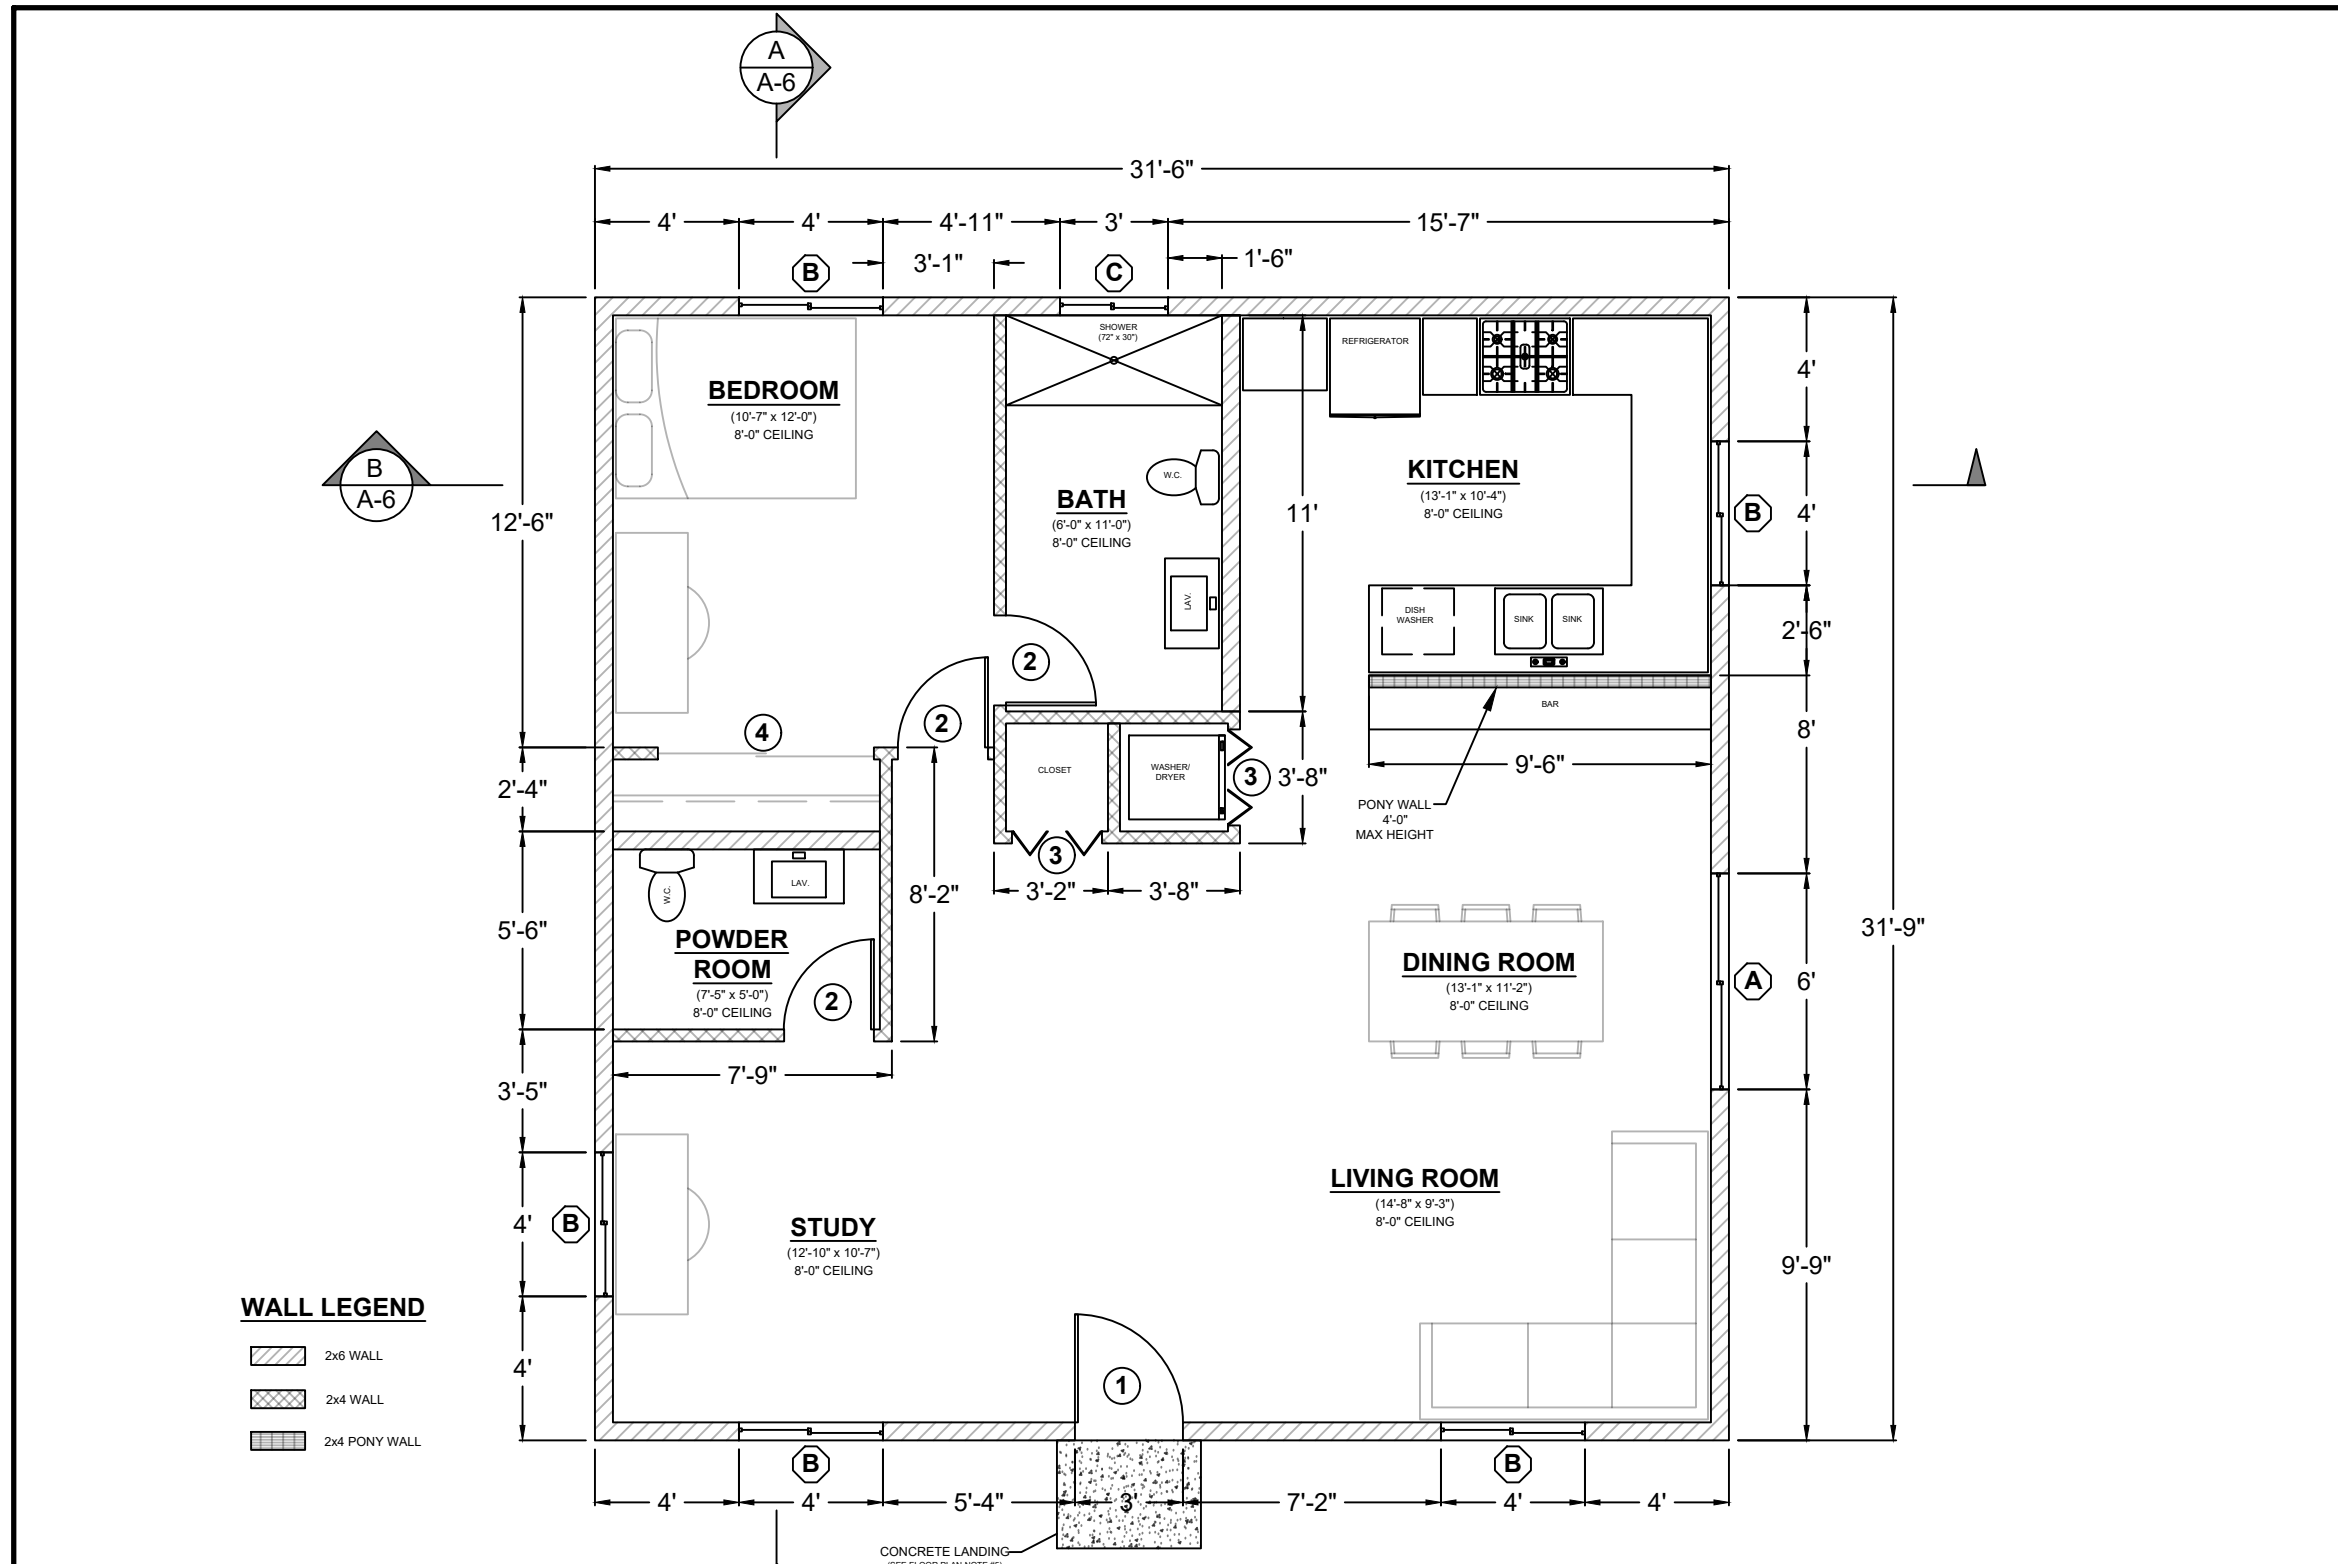 A
A-6
31'-6"
4'
4'
4'-11"
3'
15'-7"
3'-1"
1'-6"
B
C
SHOWER
(72" x 30")
REFRIGERATOR
4'
BEDROOM
(10'-7" x 12'-0")
8'-0" CEILING
B
A-6
12'-6"
W.C.
BATH
(6'-0" x 11'-0")
8'-0" CEILING
11'
KITCHEN
(13'-1" x 10'-4")
8'-0" CEILING
B
4'
LAV.
DISH
WASHER
SINK
SINK
2'-6"
2
2
4
BAR
8'
CLOSET
WASHER/
DRYER
3
3'-8"
9'-6"
2'-4"
PONY WALL
4'-0"
MAX HEIGHT
3
3'-2"
3'-8"
8'-2"
W.C.
LAV.
5'-6"
POWDER
ROOM
(7'-5" x 5'-0")
8'-0" CEILING
2
DINING ROOM
(13'-1" x 11'-2")
8'-0" CEILING
A
6'
31'-9"
7'-9"
3'-5"
LIVING ROOM
(14'-8" x 9'-3")
8'-0" CEILING
4'
B
STUDY
(12'-10" x 10'-7")
8'-0" CEILING
9'-9"
WALL LEGEND
2x6 WALL
2x4 WALL
2x4 PONY WALL
4'
1
B
B
4'
4'
5'-4"
3'
7'-2"
4'
4'
CONCRETE LANDING
(SEE FLOOR PLAN NOTE #5)